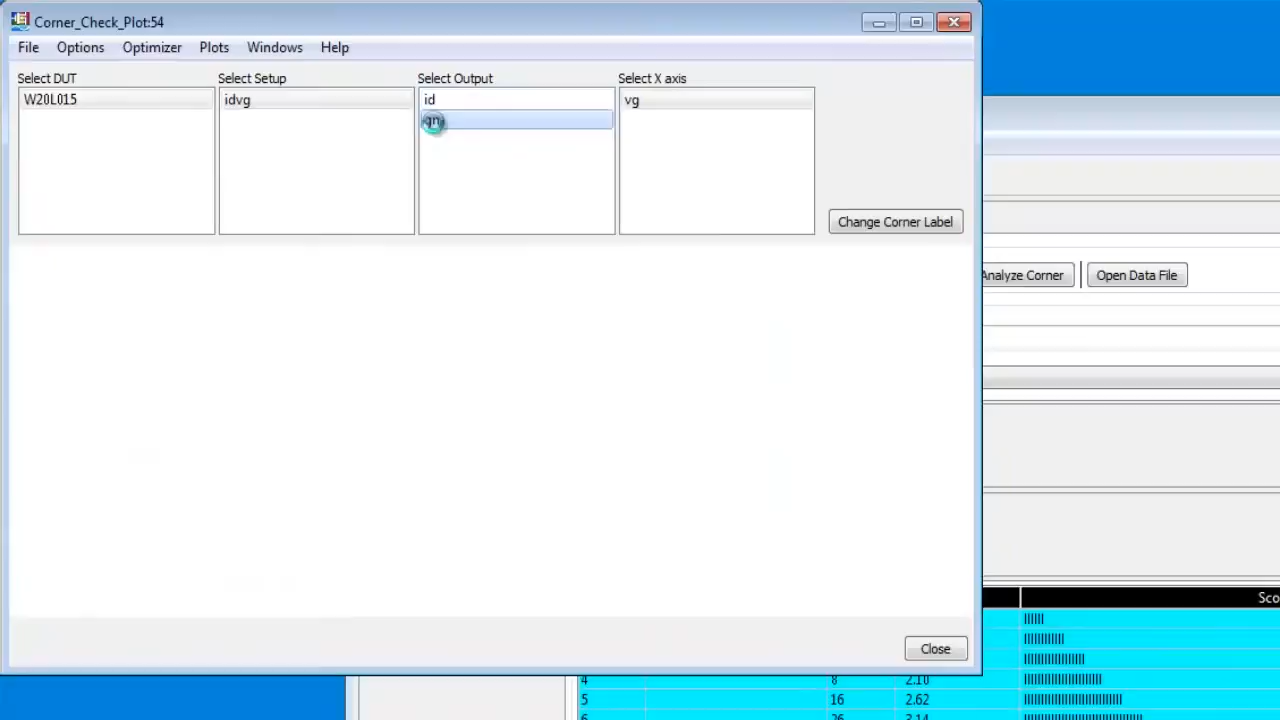 Corner_Check_Plot:54
File Options Optimizer Plots Windows Help
Select DUT Select Setup Select Output Select X axis
W20L015 idvg id vg
Change Corner Label
Analyze Corner Open Data File
Close
Sco
4 8 2.10
5 16 2.62
6 26 3.14